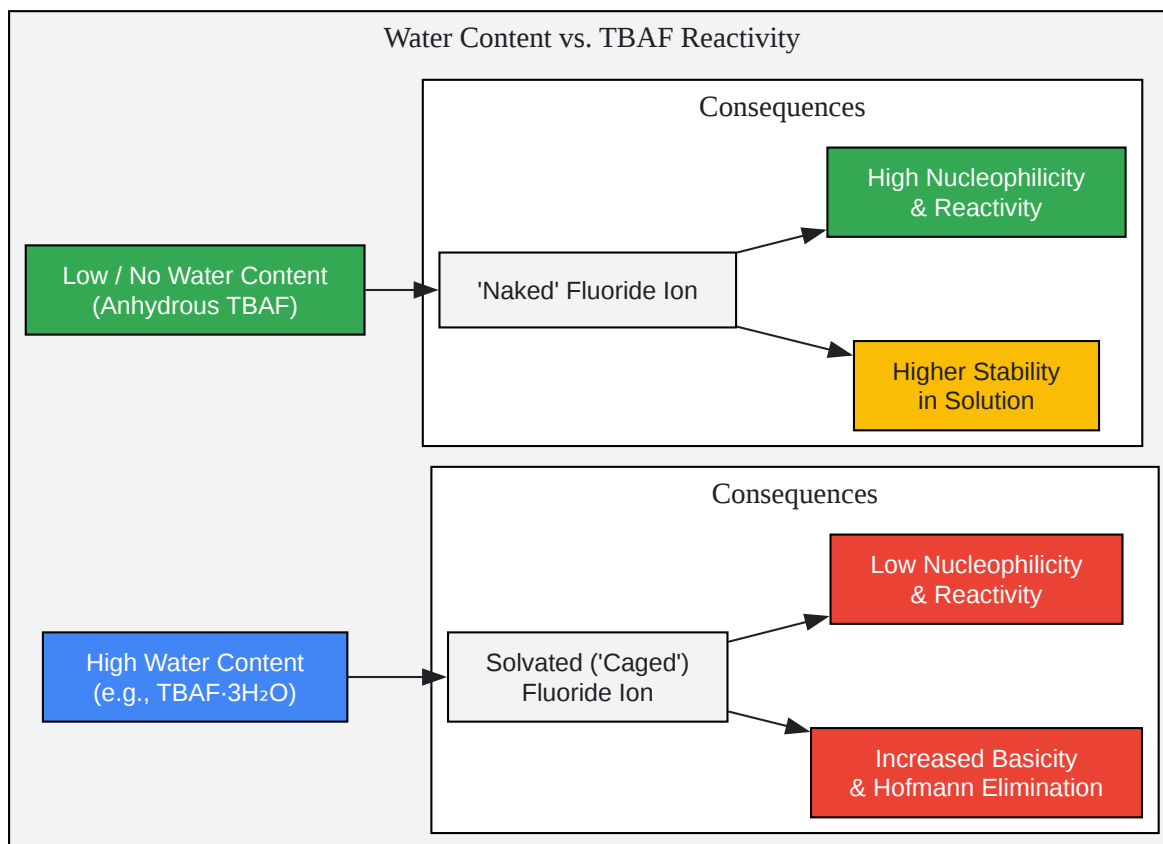 Water Content vs. TBAF Reactivity
Consequences
High Nucleophilicity
& Reactivity
Low / No Water Content
(Anhydrous TBAF)
'Naked' Fluoride Ion
Higher Stability
in Solution
Consequences
Low Nucleophilicity
& Reactivity
High Water Content
(e.g., TBAF·3H₂O)
Solvated ('Caged')
Fluoride Ion
Increased Basicity
& Hofmann Elimination